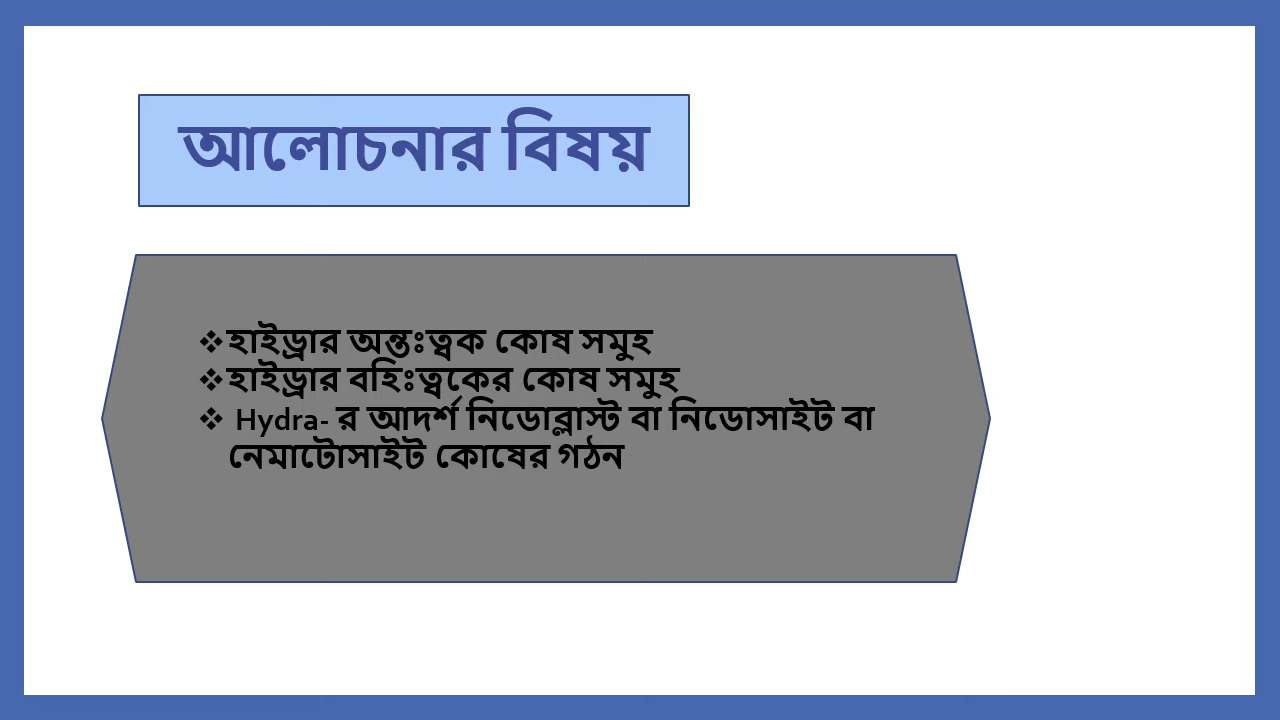 আলোচনার বিষয়
❖হাইড্রার অন্তঃত্বক কোষ সমুহ
❖হাইড্রার বহিঃত্বকের কোষ সমুহ
❖ Hydra- র আদর্শ নিডোব্লাস্ট বা নিডোসাইট বা
নেমাটোসাইট কোষের গঠন